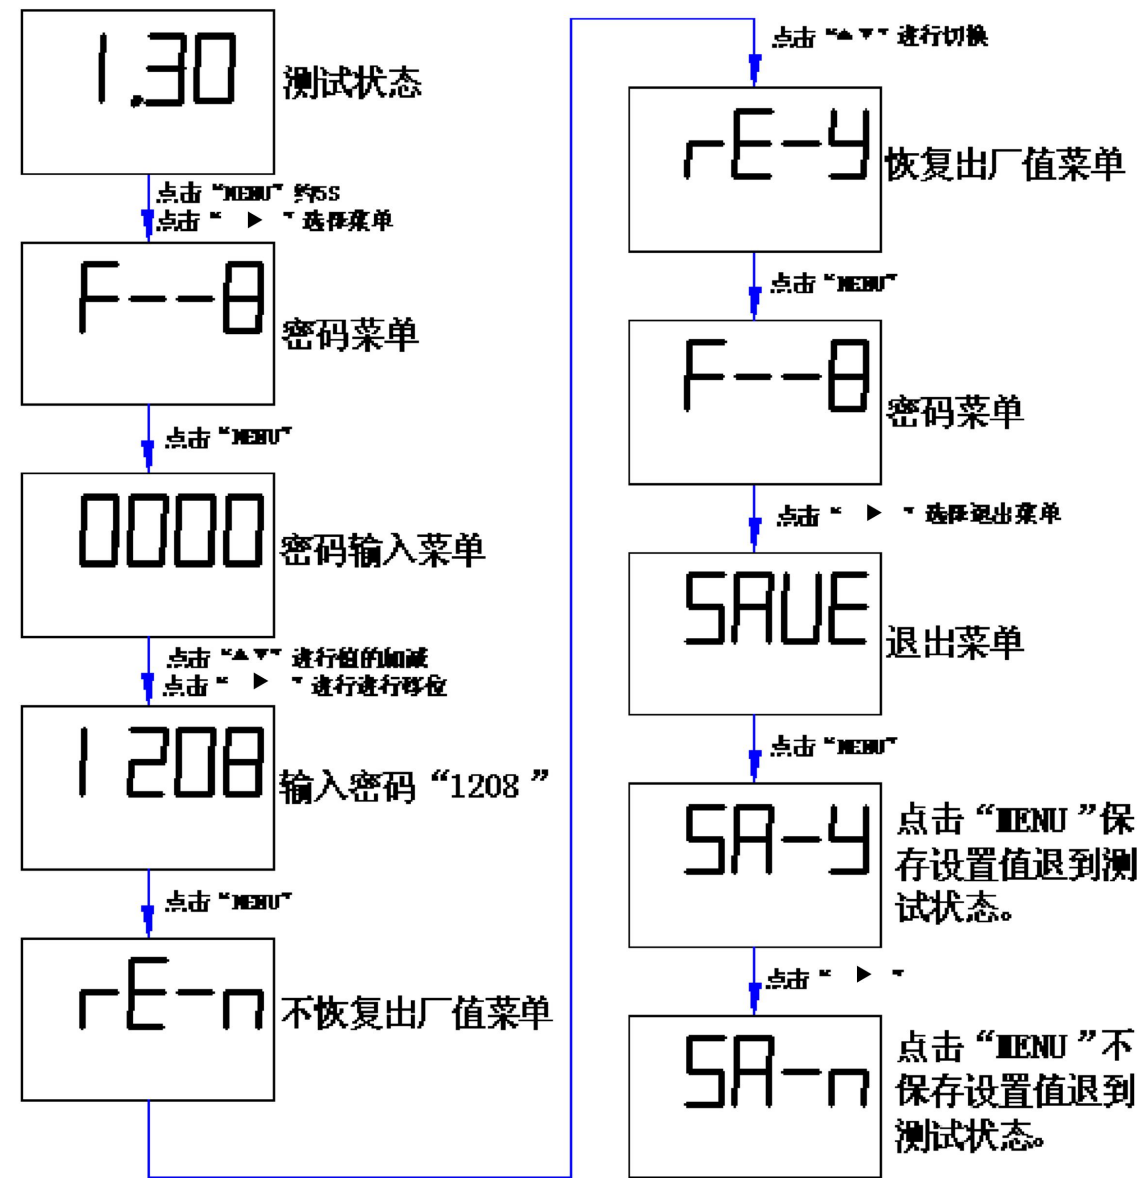 1.30
测试状态
点击“MENU”约5S
点击“ ▶ ”选择菜单
F--8
密码菜单
点击“MENU”
0000
密码输入菜单
点击“▲▼”进行值的加减
点击“ ▶ ”进行进行移位
1208
输入密码“1208 ”
点击“MENU”
rE-n
不恢复出厂值菜单
点击“▲▼”进行切换
rE-y
恢复出厂值菜单
点击“MENU”
F--8
密码菜单
点击“ ▶ ”选择退出菜单
SAVE
退出菜单
点击“MENU”
SA-y
点击“MENU ”保
存设置值退到测
试状态。
点击“ ▶ ”
SA-n
点击“MENU ”不
保存设置值退到
测试状态。